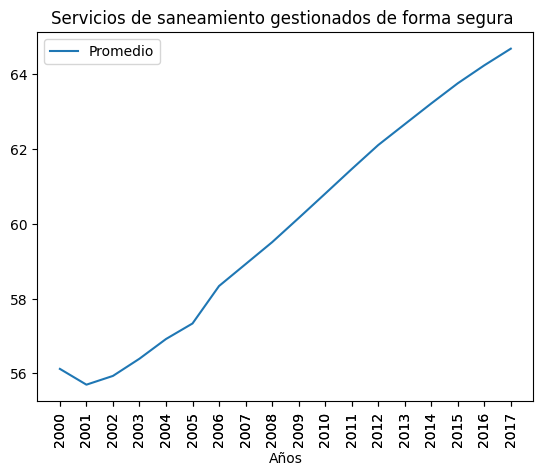 Servicios de saneamiento gestionados de forma segura
Promedio
64
62
60
58
56
2000 2001 2002 2003 2004 2005 2006 2007 2008 2009 2010 2011 2012 2013 2014 2015 2016 2017
Años